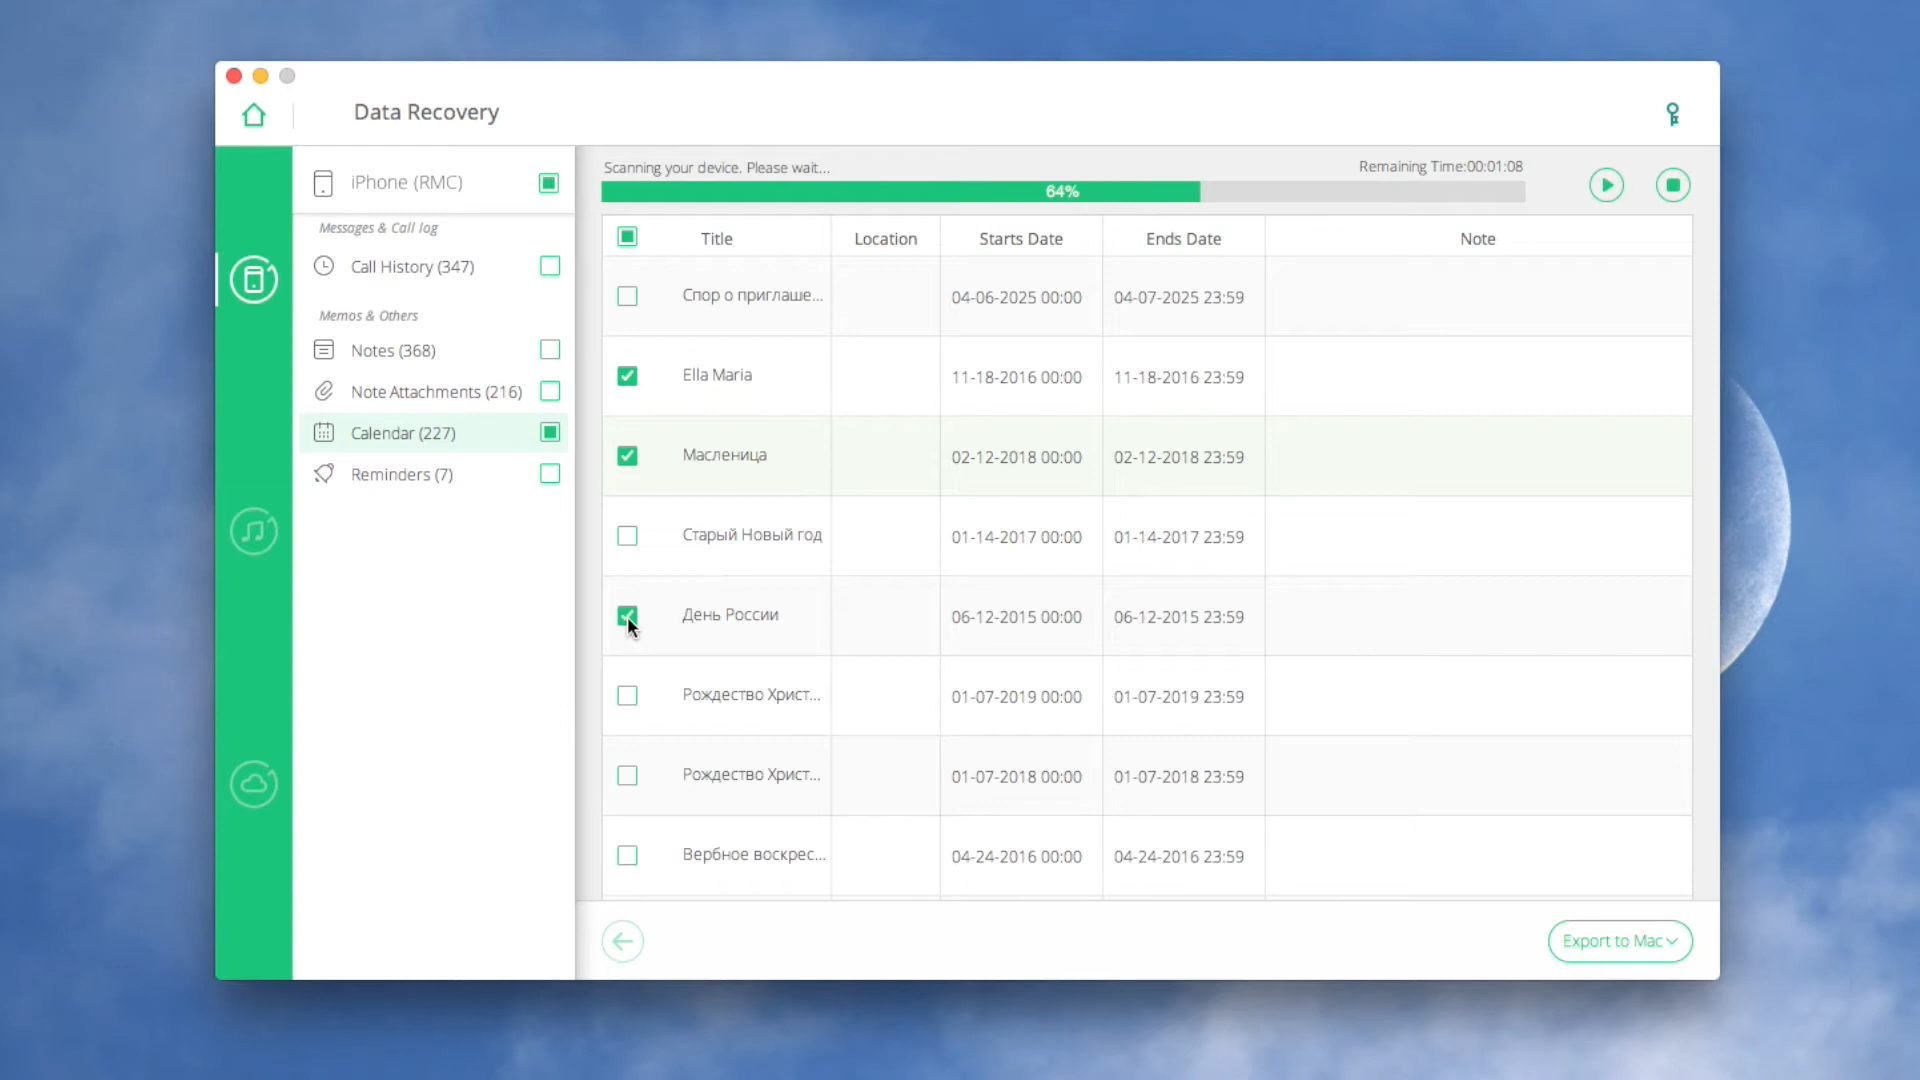 Data Recovery
iPhone (RMC)
Messages & Call log
Call History (347)
Memos & Others
Notes (368)
Note Attachments (216)
Calendar (227)
Reminders (7)
Scanning your device. Please wait...
Remaining Time:00:01:08
64%
Title Location Starts Date Ends Date Note
Спор о приглаше... 04-06-2025 00:00 04-07-2025 23:59
Ella Maria 11-18-2016 00:00 11-18-2016 23:59
Масленица 02-12-2018 00:00 02-12-2018 23:59
Старый Новый год 01-14-2017 00:00 01-14-2017 23:59
День России 06-12-2015 00:00 06-12-2015 23:59
Рождество Христ... 01-07-2019 00:00 01-07-2019 23:59
Рождество Христ... 01-07-2018 00:00 01-07-2018 23:59
Вербное воскрес... 04-24-2016 00:00 04-24-2016 23:59
Export to Mac